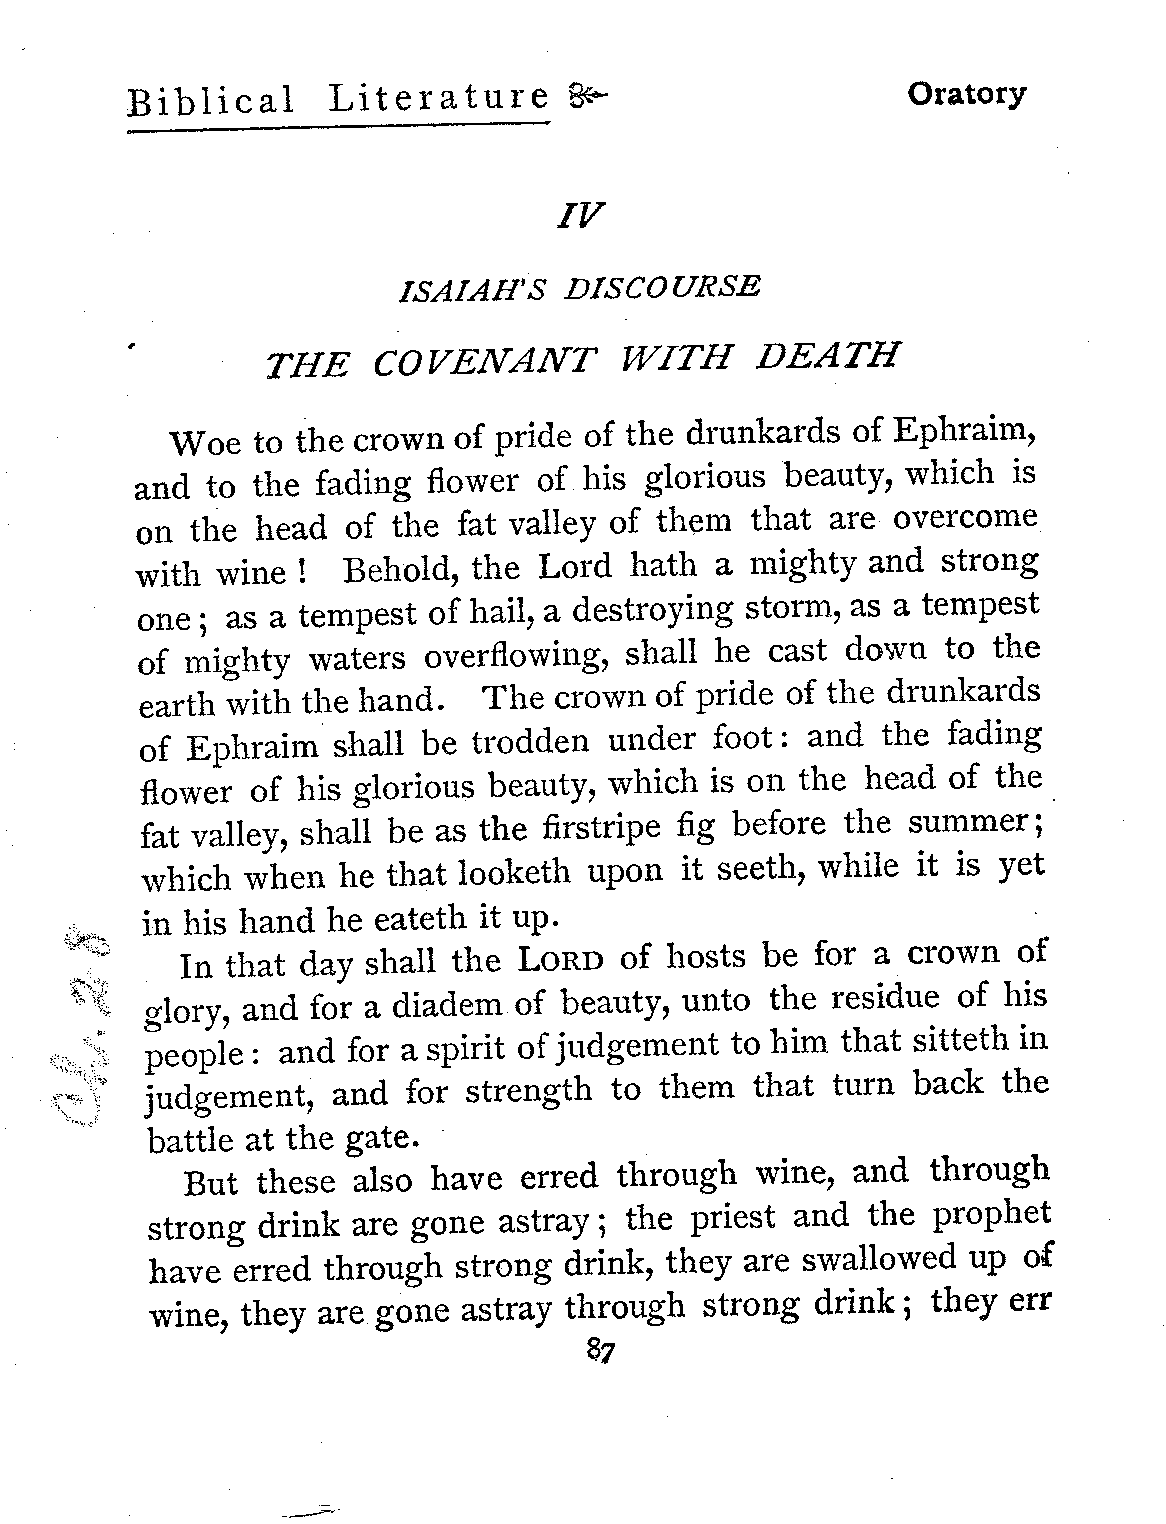 Biblical Literature Oratory
IV
ISAIAH'S DISCOURSE
THE COVENANT WITH DEATH
Woe to the crown of pride of the drunkards of Ephraim,
and to the fading flower of his glorious beauty, which is
on the head of the fat valley of them that are overcome
with wine ! Behold, the Lord hath a mighty and strong
one ; as a tempest of hail, a destroying storm, as a tempest
of mighty waters overflowing, shall he cast down to the
earth with the hand. The crown of pride of the drunkards
of Ephraim shall be trodden under foot : and the fading
flower of his glorious beauty, which is on the head of the
fat valley, shall be as the firstripe fig before the summer ;
which when he that looketh upon it seeth, while it is yet
in his hand he eateth it up.
In that day shall the LORD of hosts be for a crown of
glory, and for a diadem of beauty, unto the residue of his
people : and for a spirit of judgement to him that sitteth in
judgement, and for strength to them that turn back the
battle at the gate.
But these also have erred through wine, and through
strong drink are gone astray ; the priest and the prophet
have erred through strong drink, they are swallowed up of
wine, they are gone astray through strong drink ; they err
87
Ch. 28